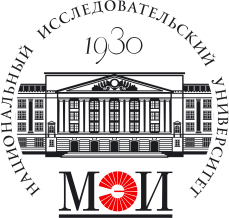 НАЦИОНАЛЬНЫЙ ИССЛЕДОВАТЕЛЬСКИЙ УНИВЕРСИТЕТ
1930
МЭИ